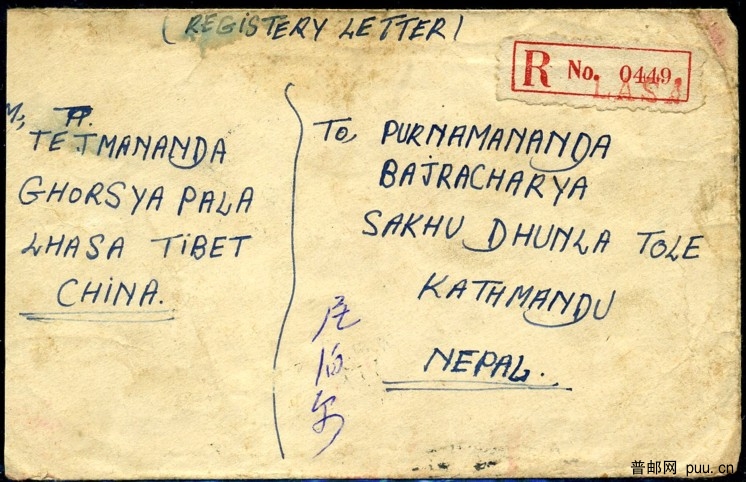 (REGISTERY LETTER)
R No. 0449
LASA
TEJMANANDA
GHORSYA PALA
LHASA TIBET
CHINA.
To, PURNAMANANDA
BAJRACHARYA
SAKHU DHUNLA TOLE
KATHMANDU
NEPAL.
尼
泊
尔
普邮网 puu.cn